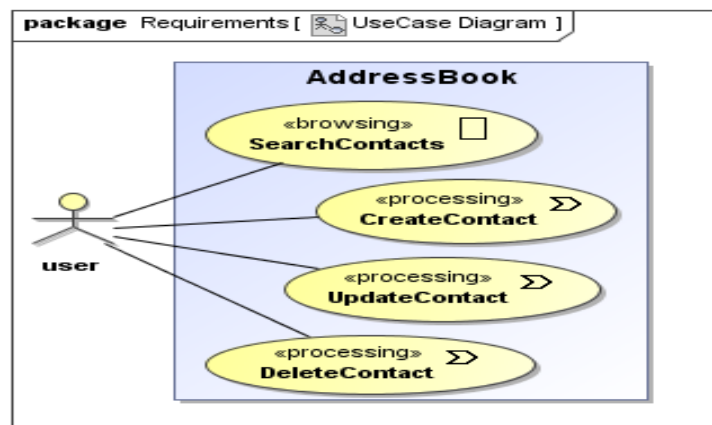 package Requirements [ UseCase Diagram ]
AddressBook
«browsing»
SearchContacts
«processing»
CreateContact
user
«processing»
UpdateContact
«processing»
DeleteContact